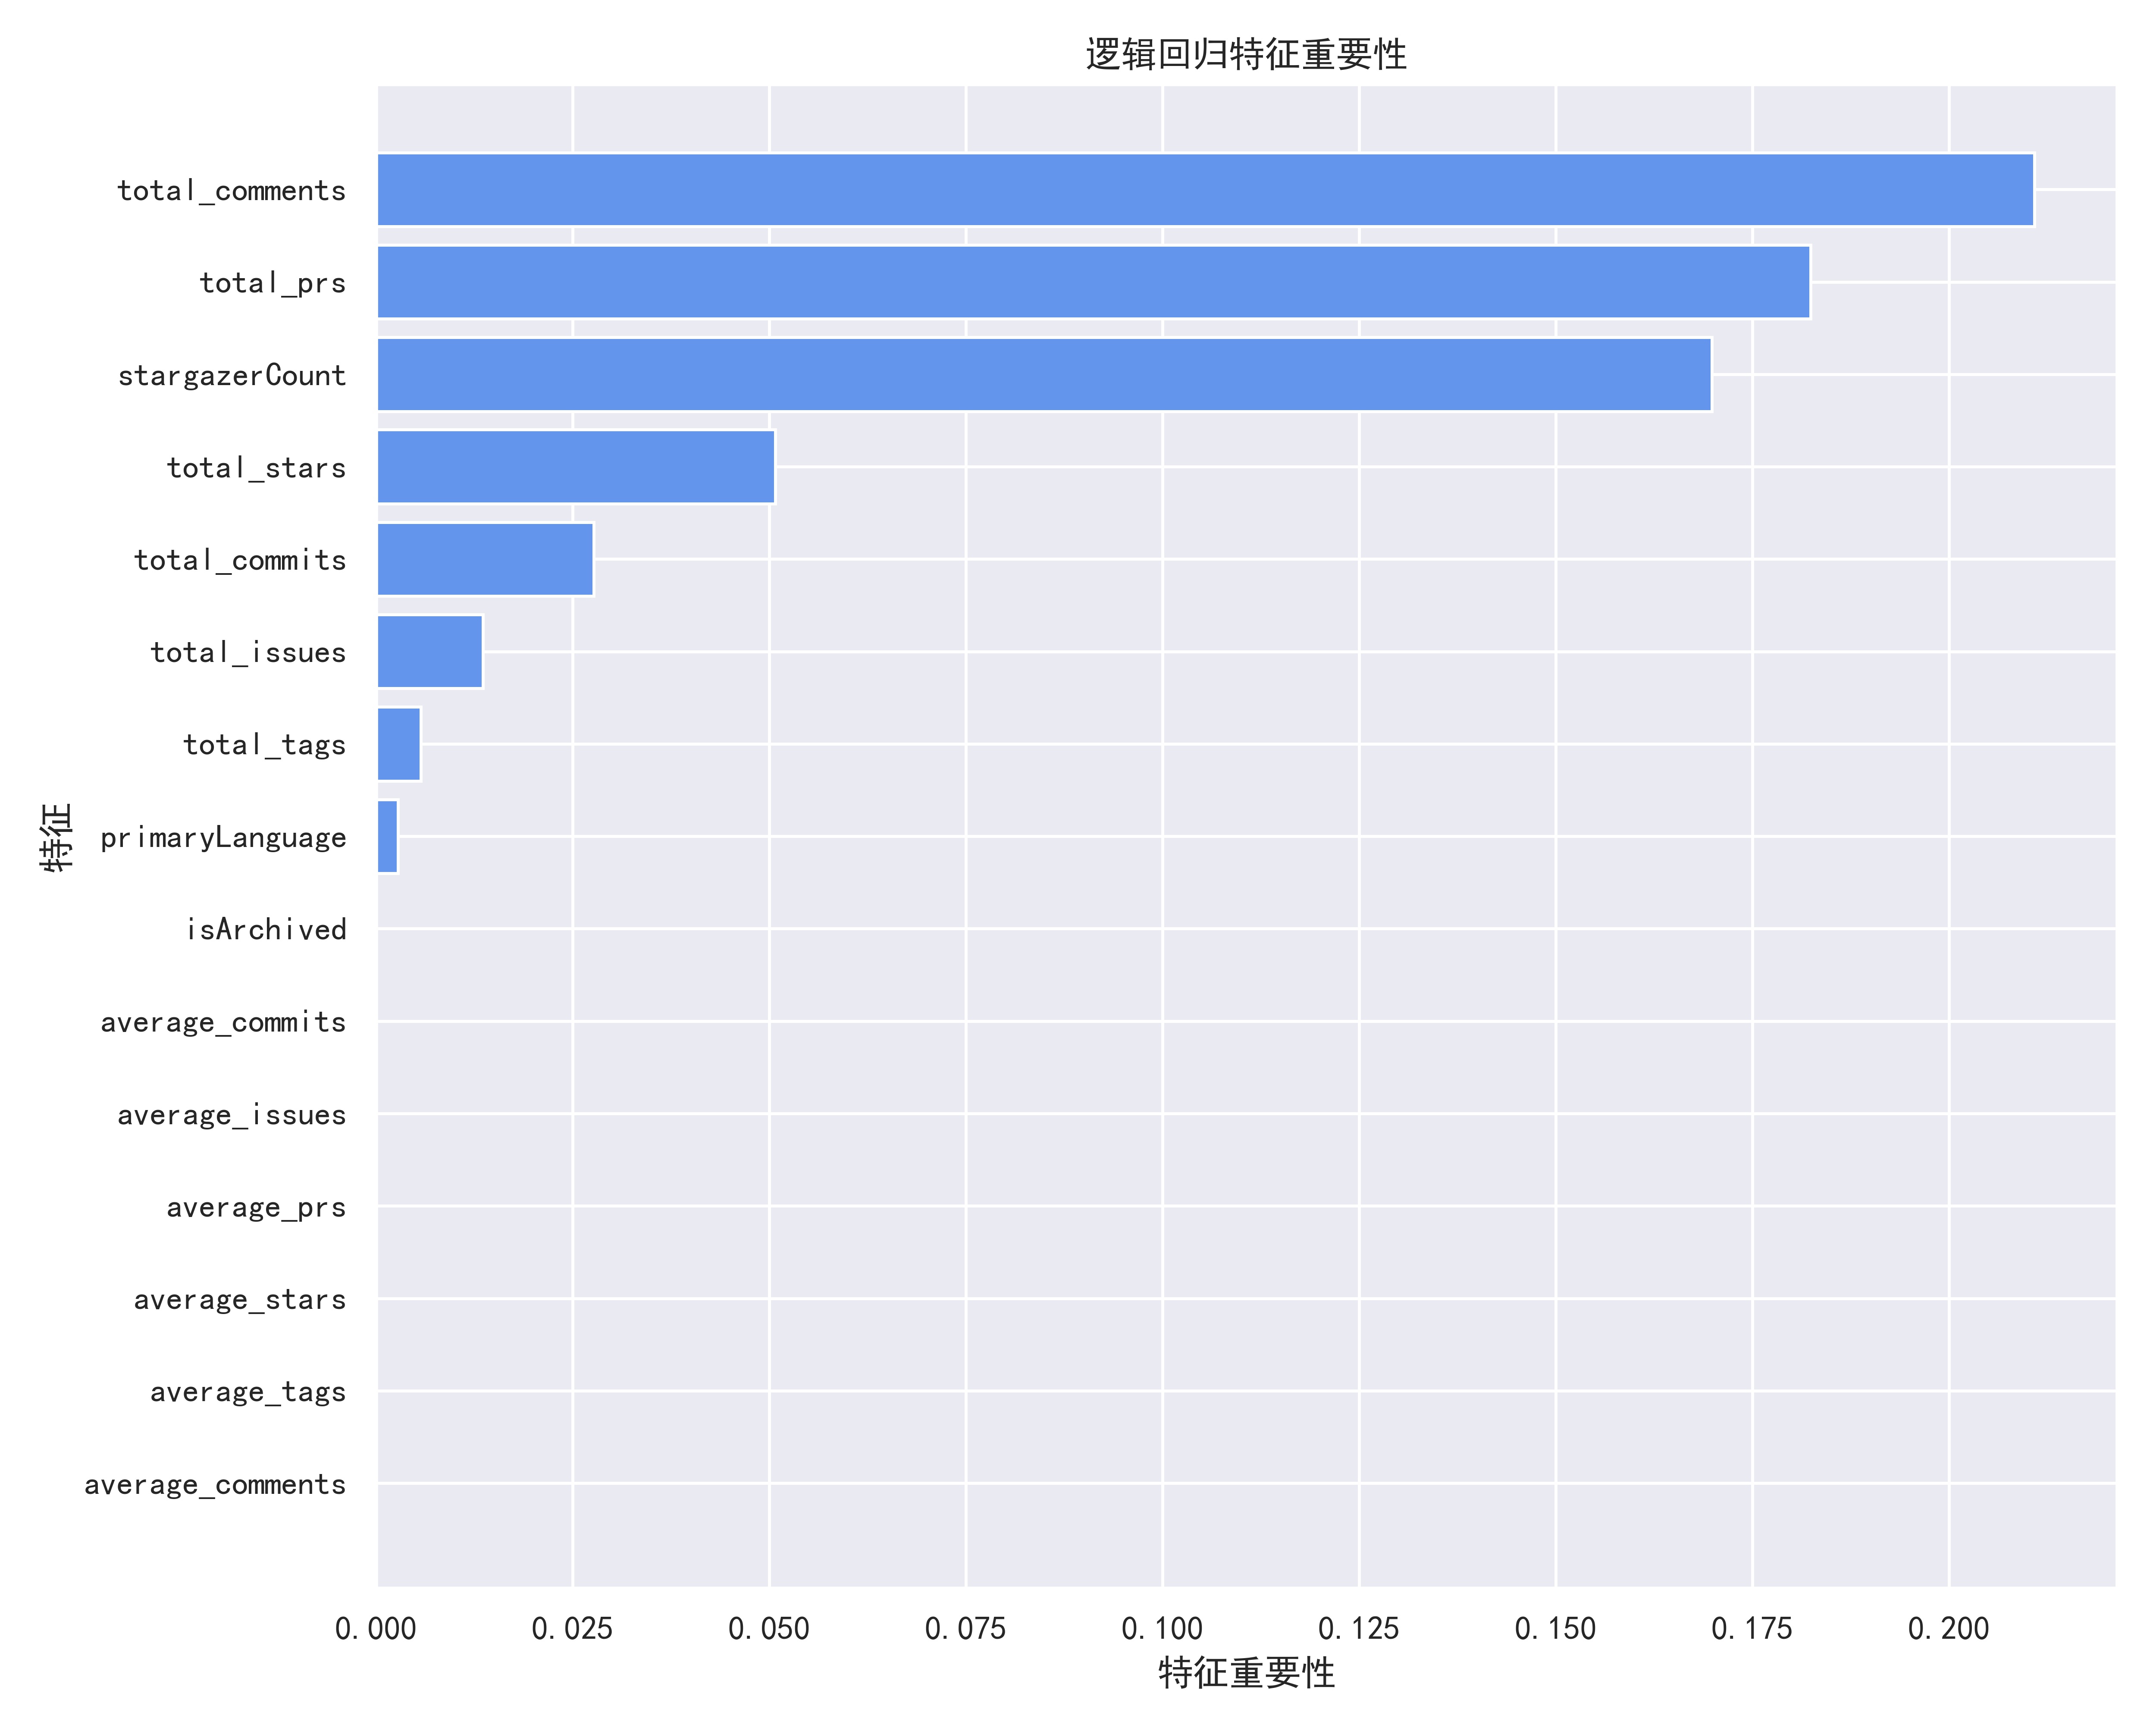 逻辑回归特征重要性
total_comments
total_prs
stargazerCount
total_stars
total_commits
total_issues
total_tags
primaryLanguage
isArchived
average_commits
average_issues
average_prs
average_stars
average_tags
average_comments
特征
0.000 0.025 0.050 0.075 0.100 0.125 0.150 0.175 0.200
特征重要性